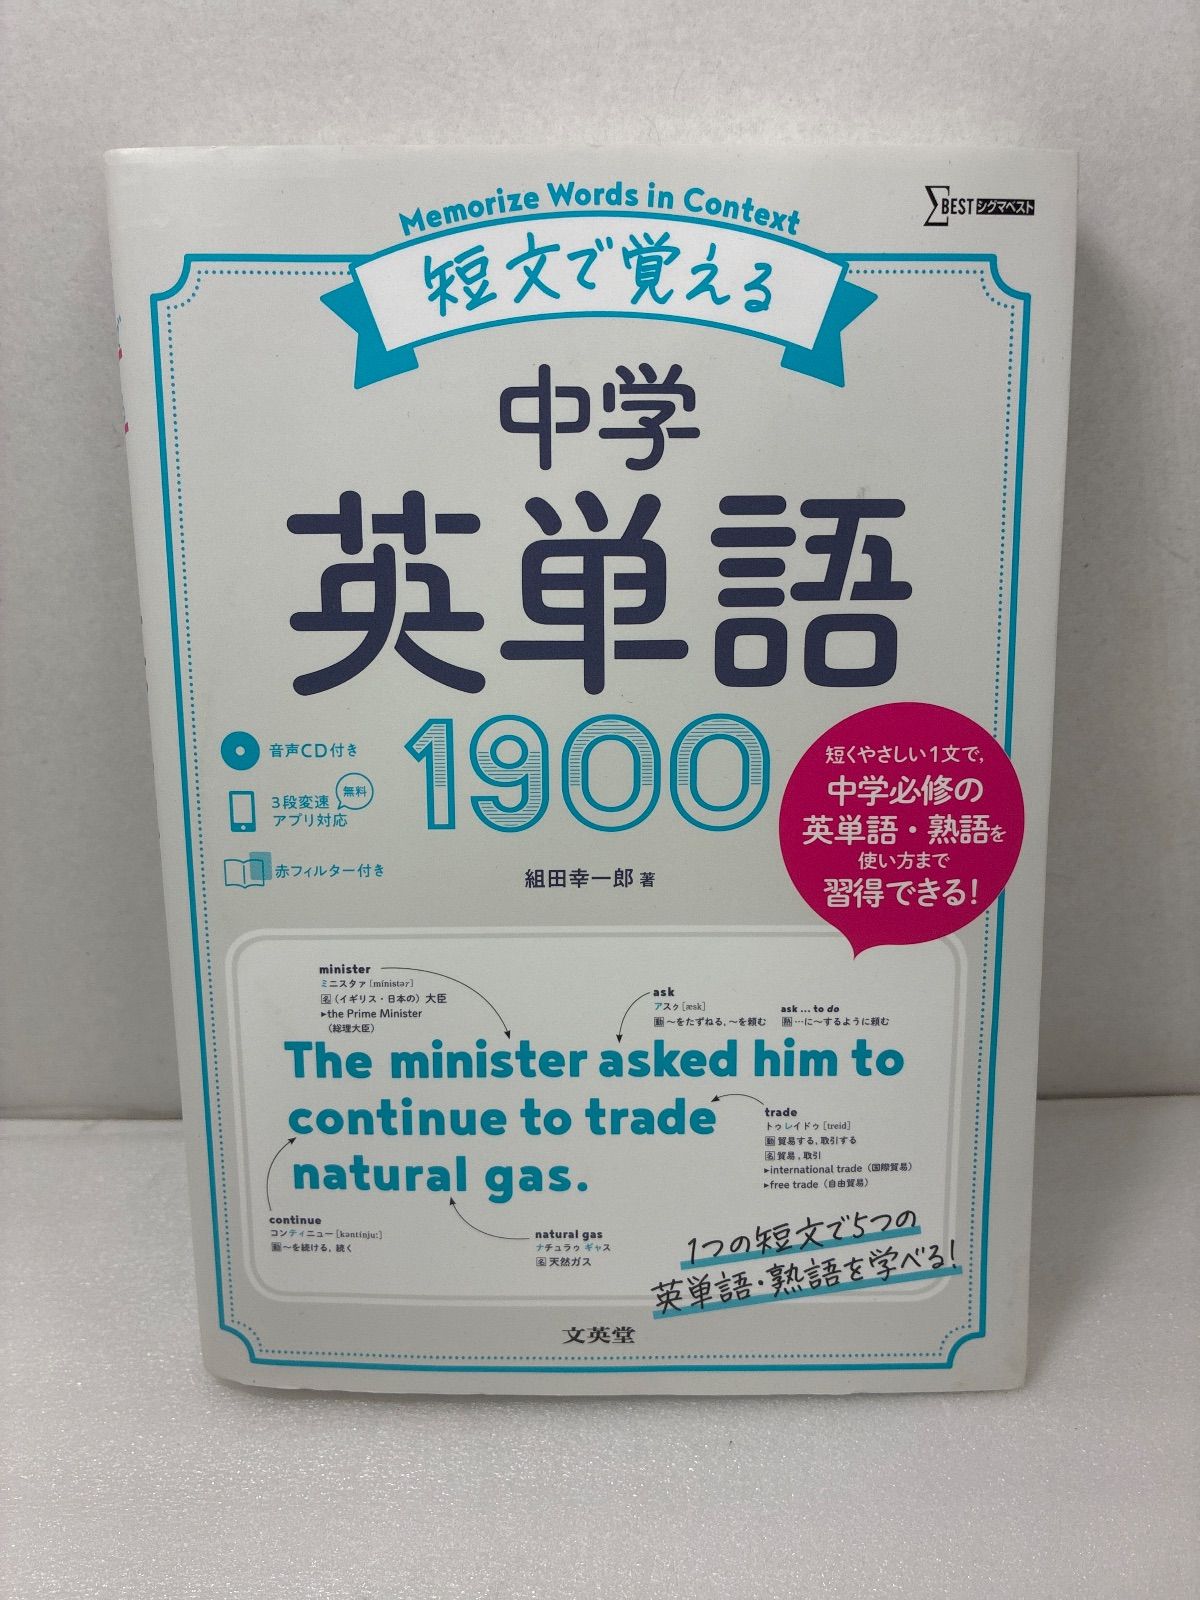 Memorize Words in Context
ΣBEST シグマベスト
短文で覚える
中学
英単語
1900
音声CD付き
3段変速
アプリ対応
無料
赤フィルター付き
組田幸一郎 著
短くやさしい1文で,
中学必修の
英単語・熟語を
使い方まで
習得できる!
minister
ミニスタァ [mínistər]
名 (イギリス・日本の) 大臣
▸the Prime Minister
(総理大臣)
ask
アスゥ [æsk]
動 〜をたずねる, 〜を頼む
ask ... to do
熟 …に〜するように頼む
The minister asked him to
continue to trade
natural gas.
trade
トゥレイドゥ [treid]
動 貿易する, 取引する
名 貿易, 取引
▸international trade (国際貿易)
▸free trade (自由貿易)
continue
コンティニュー [kəntínju:]
動 〜を続ける, 続く
natural gas
ナチュラゥ ギャス
名 天然ガス
1つの短文で5つの
英単語・熟語を学べる!
文英堂